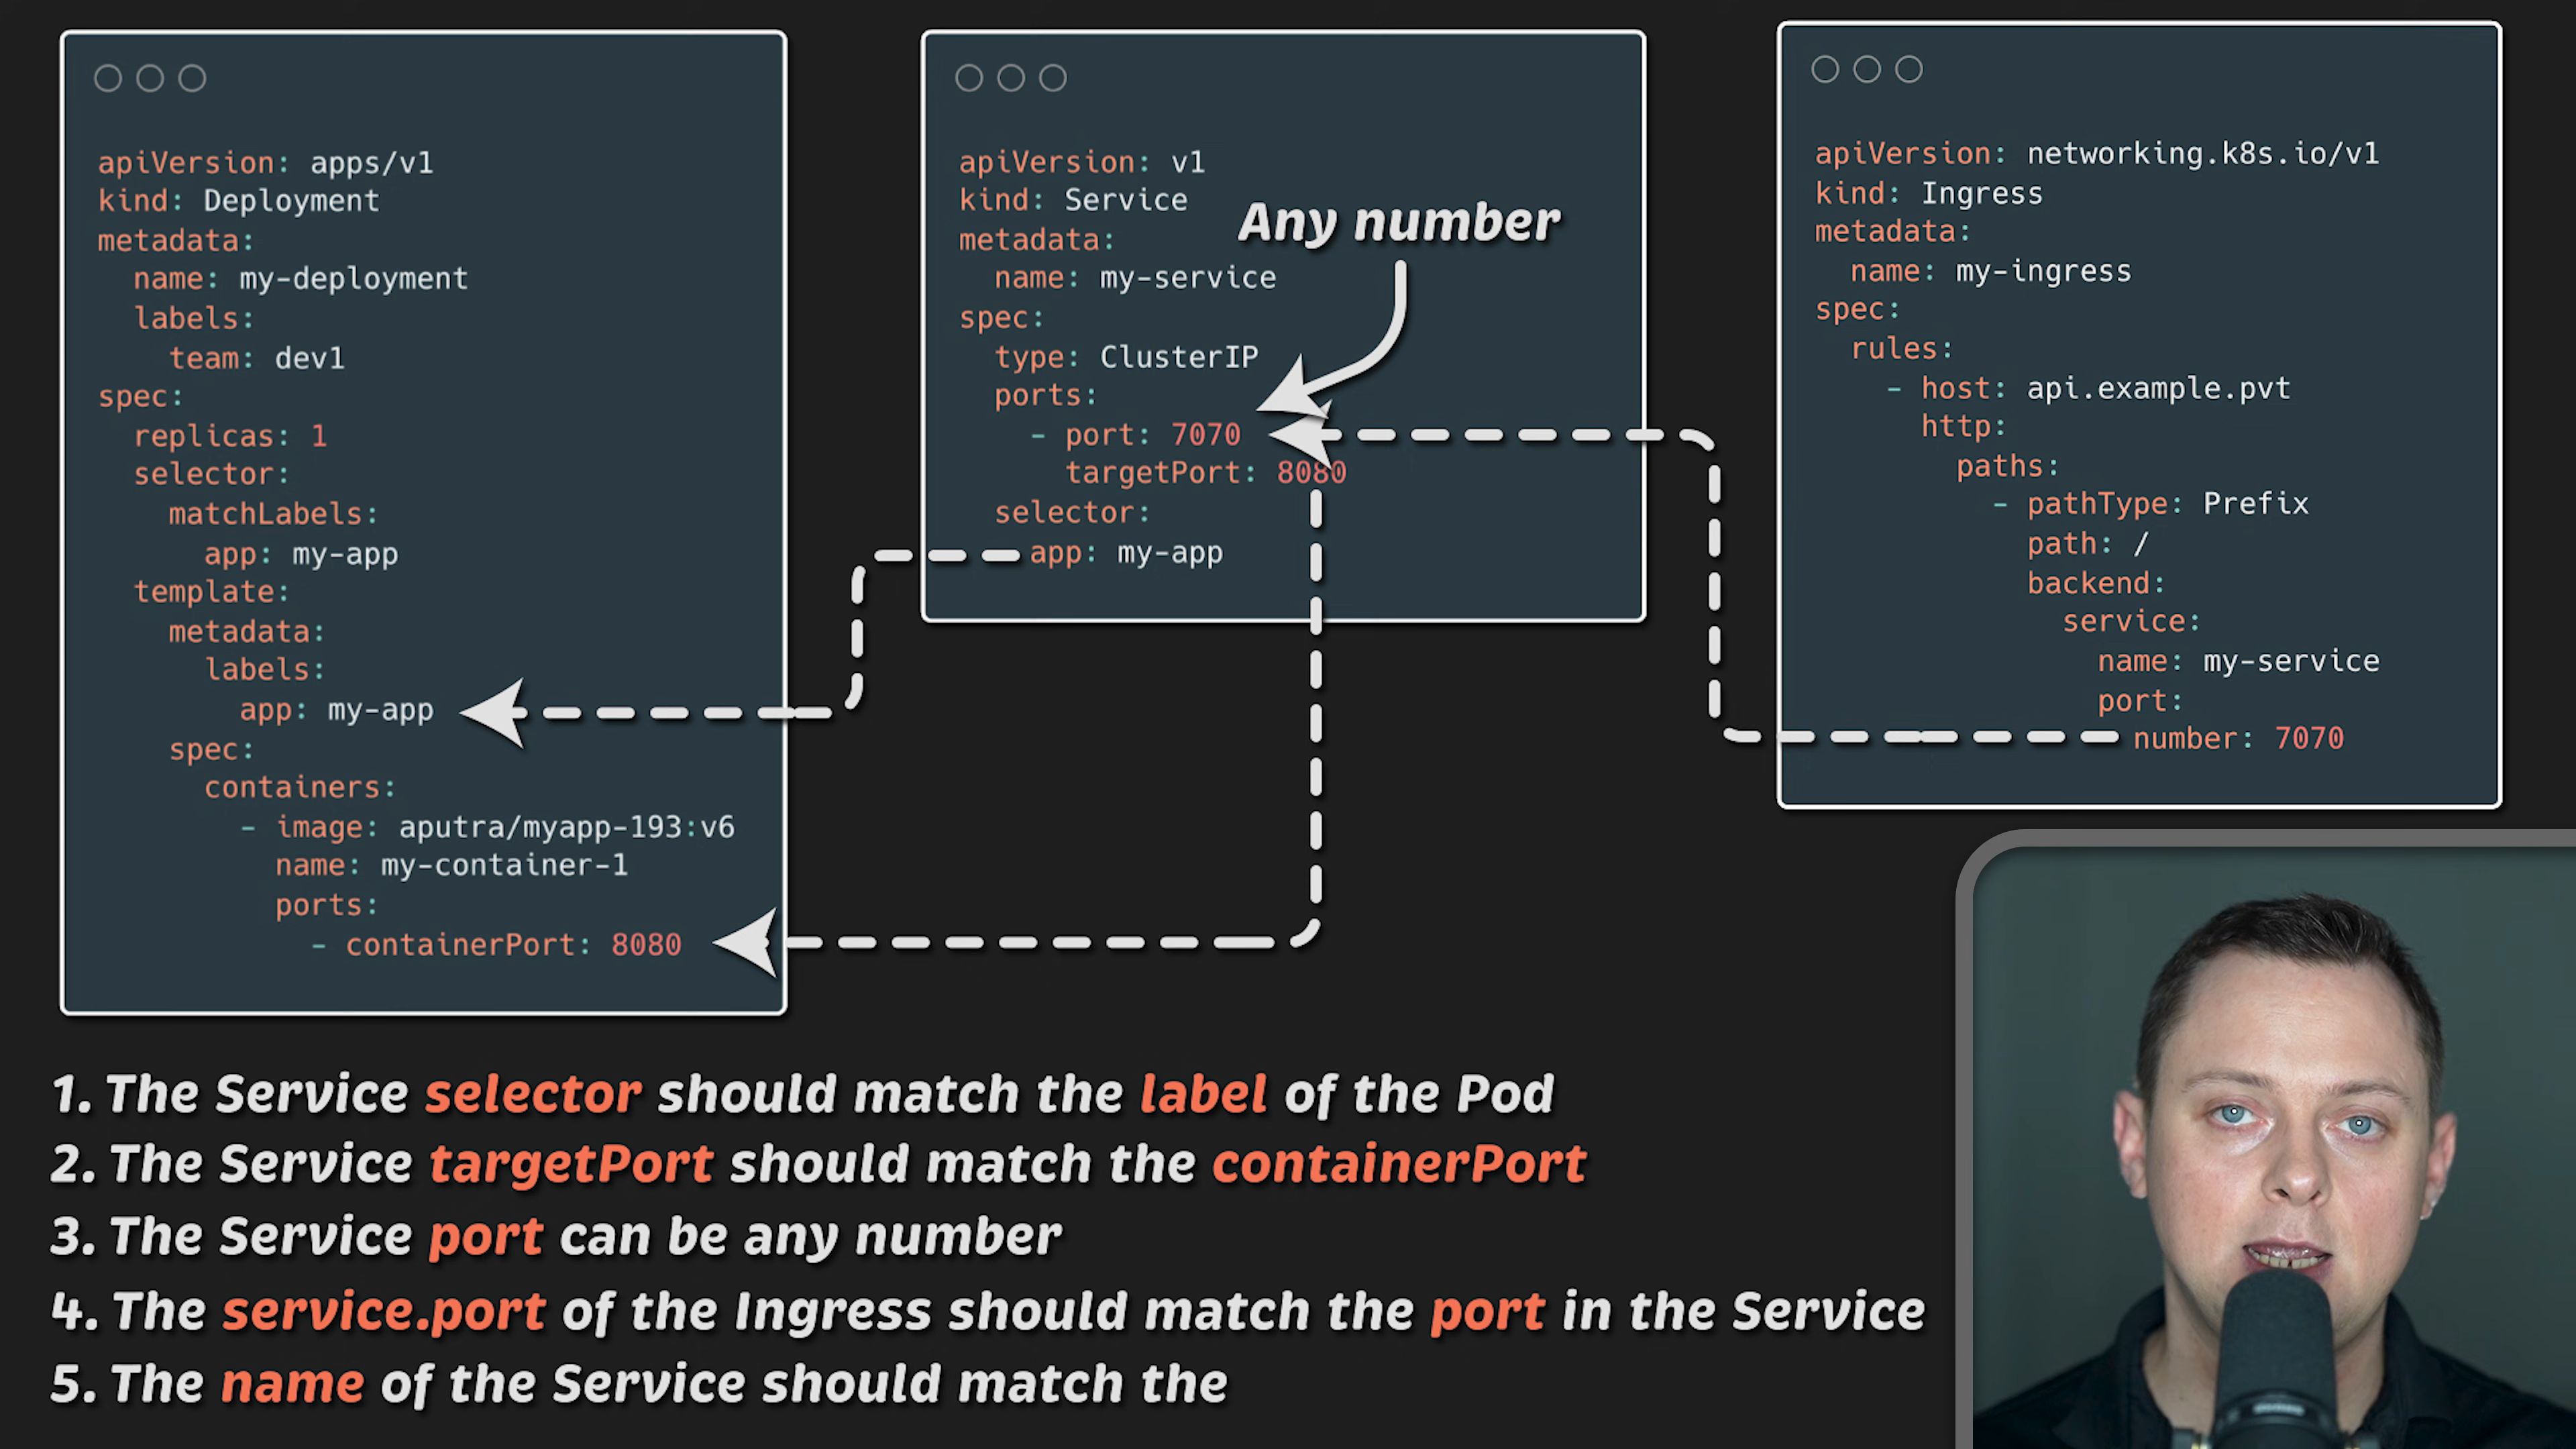 apiVersion: apps/v1
kind: Deployment
metadata:
  name: my-deployment
  labels:
    team: dev1
spec:
  replicas: 1
  selector:
    matchLabels:
      app: my-app
  template:
    metadata:
      labels:
        app: my-app
    spec:
      containers:
        - image: aputra/myapp-193:v6
          name: my-container-1
          ports:
            - containerPort: 8080
apiVersion: v1
kind: Service
Any number
metadata:
  name: my-service
spec:
  type: ClusterIP
  ports:
    - port: 7070
      targetPort: 8080
  selector:
    app: my-app
apiVersion: networking.k8s.io/v1
kind: Ingress
metadata:
  name: my-ingress
spec:
  rules:
    - host: api.example.pvt
      http:
        paths:
          - pathType: Prefix
            path: /
            backend:
              service:
                name: my-service
                port:
                  number: 7070
1. The Service selector should match the label of the Pod
2. The Service targetPort should match the containerPort
3. The Service port can be any number
4. The service.port of the Ingress should match the port in the Service
5. The name of the Service should match the